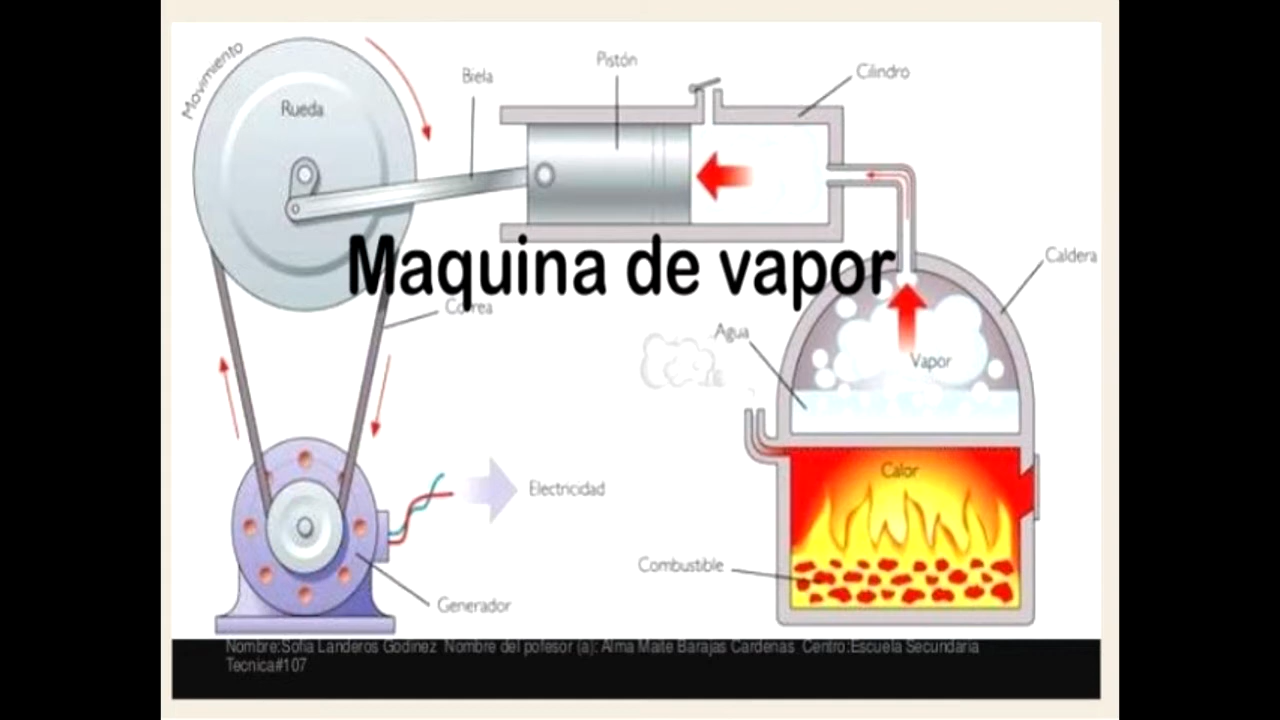 Movimiento
Rueda
Biela
Pistón
Cilindro
Maquina de vapor
Caldera
Correa
Agua
Vapor
Calor
Electricidad
Combustible
Generador
Nombre:Sofia Landeros Godinez Nombre del pofesor (a): Alma Maite Barajas Cardenas Centro:Escuela Secundaria
Tecnica#107